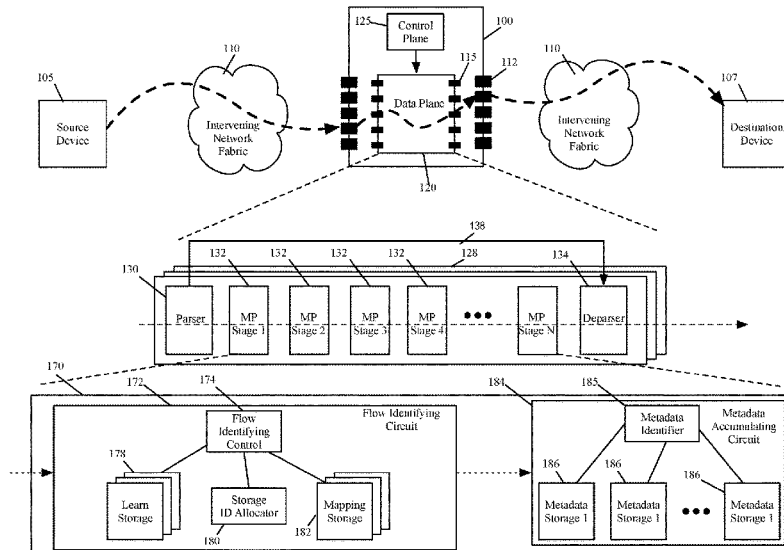 125
Control
Plane
100
110
115
112
110
105
107
Source
Device
Intervening
Network
Fabric
Data Plane
Intervening
Network
Fabric
Destination
Device
120
138
132
132
132
132
128
134
130
Parser
MP
Stage 1
MP
Stage 2
MP
Stage 3
MP
Stage 4
MP
Stage N
Deparser
170
172
174
184
185
Flow
Identifying
Control
Flow Identifying
Circuit
Metadata
Identifier
Metadata
Accumulating
Circuit
178
186
186
186
Learn
Storage
Storage
ID Allocator
Mapping
Storage
Metadata
Storage 1
Metadata
Storage 1
Metadata
Storage 1
180
182